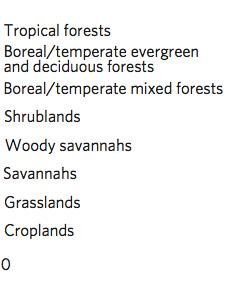 Tropical forests
Boreal/temperate evergreen
and deciduous forests
Boreal/temperate mixed forests
Shrublands
Woody savannahs
Savannahs
Grasslands
Croplands
0